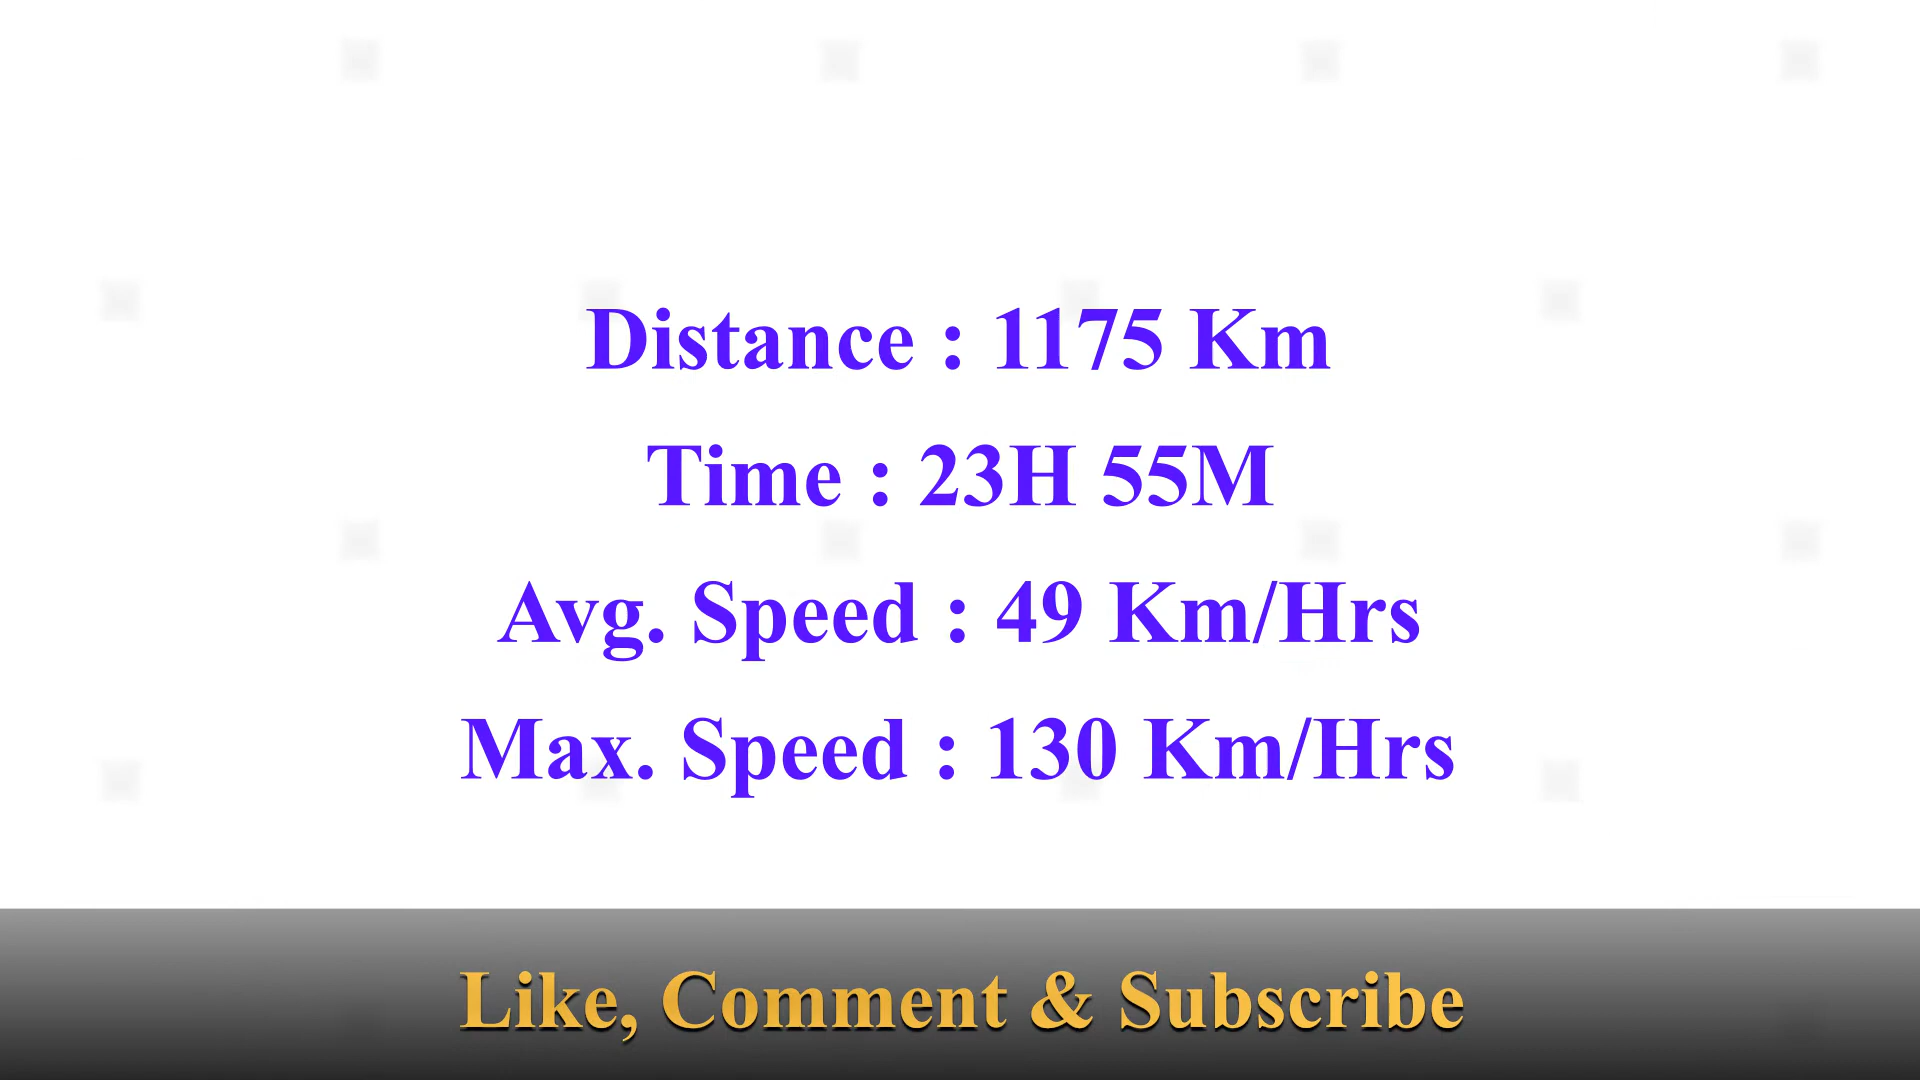 Distance : 1175 Km
Time : 23H 55M
Avg. Speed : 49 Km/Hrs
Max. Speed : 130 Km/Hrs
Like, Comment & Subscribe